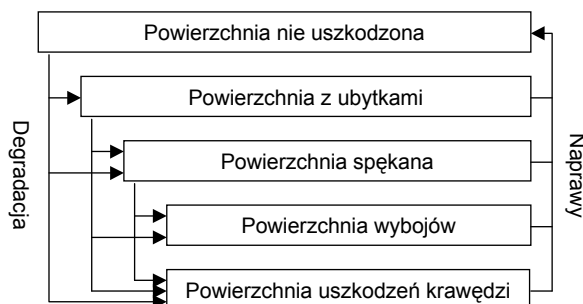 Powierzchnia nie uszkodzona
Powierzchnia z ubytkami
Powierzchnia spękana
Powierzchnia wybojów
Powierzchnia uszkodzeń krawędzi
Degradacja
Naprawy